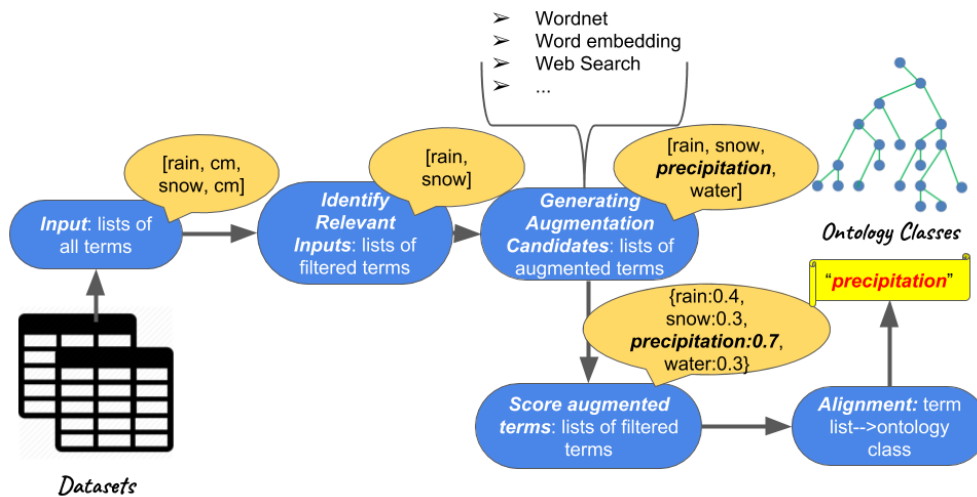 ➢ Wordnet
➢ Word embedding
➢ Web Search
➢ ...
[rain, cm,
snow, cm]
[rain,
snow]
[rain, snow,
precipitation,
water]
Input: lists of
all terms
Identify
Relevant
Inputs: lists of
filtered terms
Generating
Augmentation
Candidates: lists of
augmented terms
Ontology Classes
"precipitation"
{rain:0.4,
snow:0.3,
precipitation:0.7,
water:0.3}
Score augmented
terms: lists of filtered
terms
Alignment: term
list-->ontology
class
Datasets